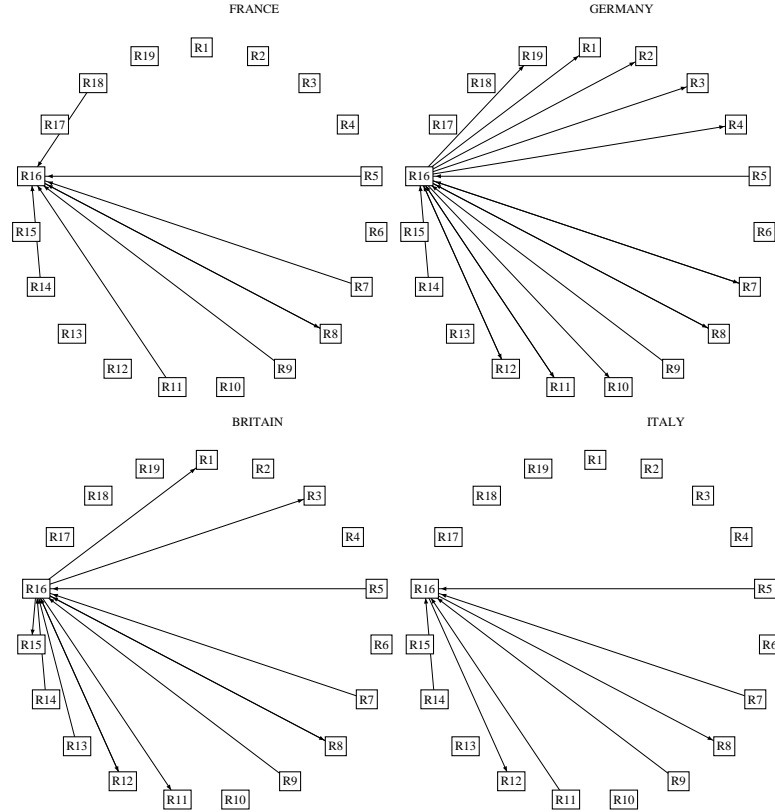 FRANCE
R1
R2
R3
R4
R5
R6
R7
R8
R9
R10
R11
R12
R13
R14
R15
R16
R17
R18
R19
GERMANY
R1
R2
R3
R4
R5
R6
R7
R8
R9
R10
R11
R12
R13
R14
R15
R16
R17
R18
R19
BRITAIN
R1
R2
R3
R4
R5
R6
R7
R8
R9
R10
R11
R12
R13
R14
R15
R16
R17
R18
R19
ITALY
R1
R2
R3
R4
R5
R6
R7
R8
R9
R10
R11
R12
R13
R14
R15
R16
R17
R18
R19